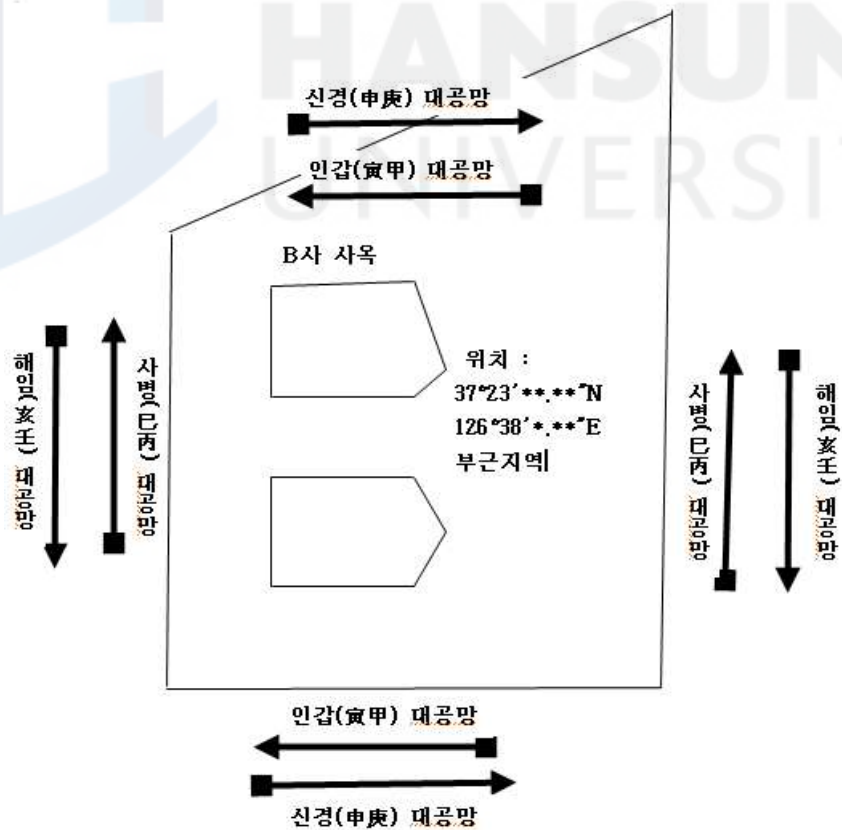 HANSUN
UNIVERSI
신경(申庚) 대공망
인갑(寅甲) 대공망
B사 사옥
위치 :
37°23′**.**″N
126°38′*.**″E
부근지역
해임(亥壬) 대공망
사병(巳丙) 대공망
사병(巳丙) 대공망
해임(亥壬) 대공망
인갑(寅甲) 대공망
신경(申庚) 대공망